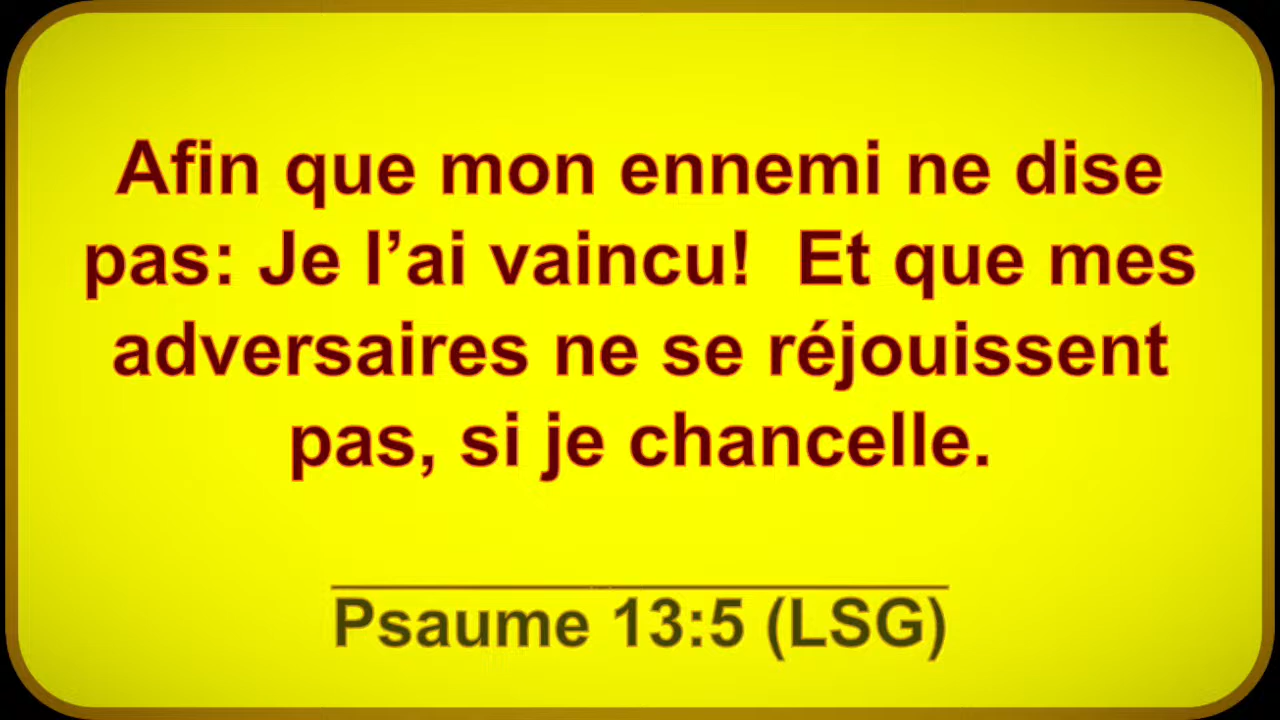 Afin que mon ennemi ne dise
pas: Je l’ai vaincu!  Et que mes
adversaires ne se réjouissent
pas, si je chancelle.
Psaume 13:5 (LSG)